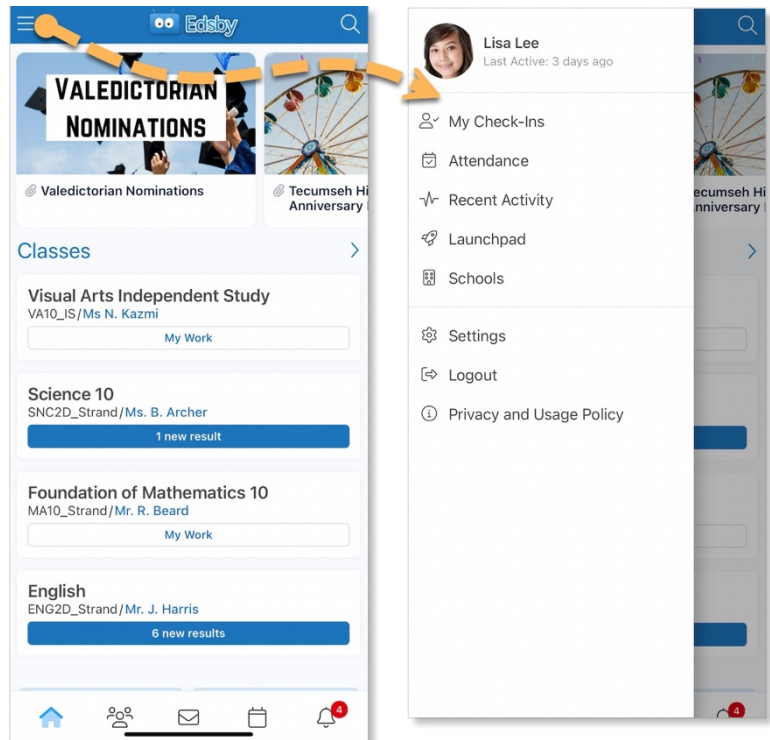 Edsby
VALEDICTORIAN
NOMINATIONS
Valedictorian Nominations
Tecumseh Hi
Anniversary
Classes
Visual Arts Independent Study
VA10_IS/Ms N. Kazmi
My Work
Science 10
SNC2D_Strand/Ms. B. Archer
1 new result
Foundation of Mathematics 10
MA10_Strand/Mr. R. Beard
My Work
English
ENG2D_Strand/Mr. J. Harris
6 new results
4
Lisa Lee
Last Active: 3 days ago
My Check-Ins
Attendance
Recent Activity
Launchpad
Schools
Settings
Logout
Privacy and Usage Policy
ecumseh Hi
nniversary
4